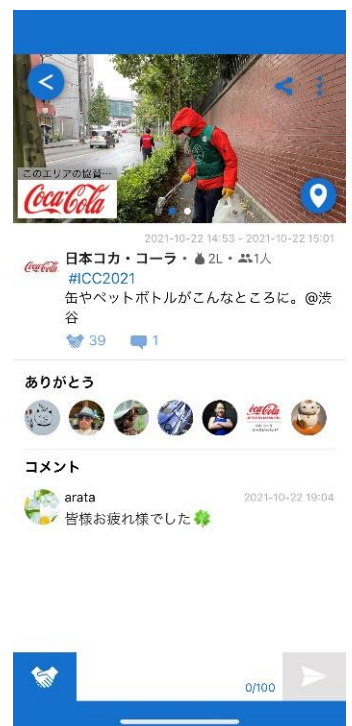 このエリアの協賛…
Coca-Cola
2021-10-22 14:53 - 2021-10-22 15:01
Coca-Cola
日本コカ・コーラ・2L・1人
#ICC2021
缶やペットボトルがこんなところに。@渋
谷
39 1
ありがとう
Coca-Cola
コメント
arata 2021-10-22 19:04
皆様お疲れ様でした🍀
0/100